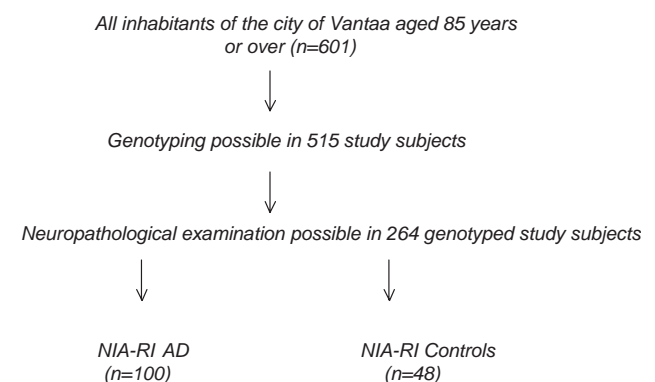 All inhabitants of the city of Vantaa aged 85 years
or over (n=601)
Genotyping possible in 515 study subjects
Neuropathological examination possible in 264 genotyped study subjects
NIA-RI AD
(n=100)
NIA-RI Controls
(n=48)